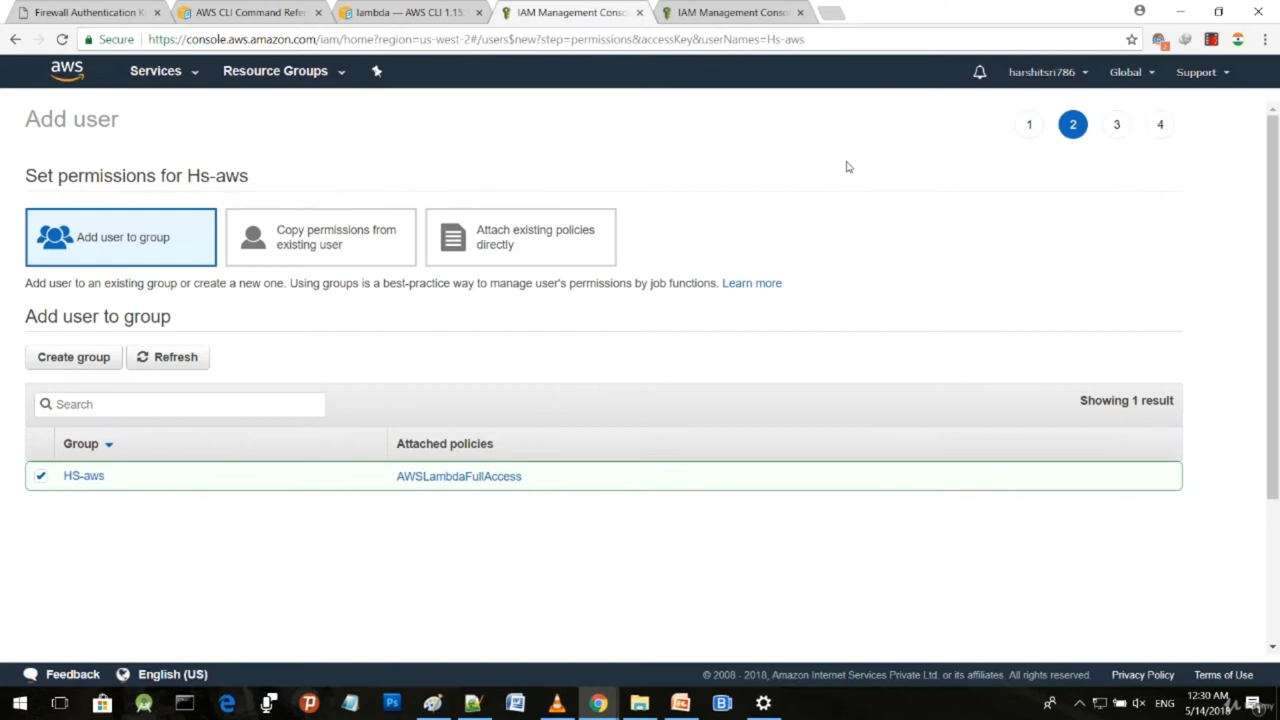 Firewall Authentication K
AWS CLI Command Refer
lambda — AWS CLI 1.15.
IAM Management Conso
IAM Management Conso
Secure
https://console.aws.amazon.com/iam/home?region=us-west-2#/users$new?step=permissions&accessKey&userNames=Hs-aws
aws Services Resource Groups harshitsri786 Global Support
Add user
1 2 3 4
Set permissions for Hs-aws
Add user to group
Copy permissions from
existing user
Attach existing policies
directly
Add user to an existing group or create a new one. Using groups is a best-practice way to manage user's permissions by job functions. Learn more
Add user to group
Create group Refresh
Search
Showing 1 result
Group Attached policies
HS-aws AWSLambdaFullAccess
Feedback English (US) © 2008 - 2018, Amazon Internet Services Private Ltd. or its affiliates. All rights reserved. Privacy Policy Terms of Use
ENG
12:30 AM
5/14/2018